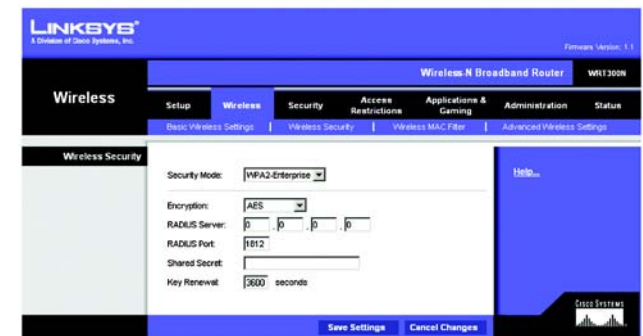 LINKSYS®
A Division of Cisco Systems, Inc.
Firmware Version: 1.1
Wireless-N Broadband Router WRT300N
Wireless
Setup Wireless Security Access Restrictions Applications & Gaming Administration Status
Basic Wireless Settings | Wireless Security | Wireless MAC Filter | Advanced Wireless Settings
Wireless Security
Security Mode: WPA2-Enterprise
Help...
Encryption: AES
RADIUS Server: 0 . 0 . 0 . 0
RADIUS Port: 1812
Shared Secret:
Key Renewal: 3600 seconds
Save Settings Cancel Changes
CISCO SYSTEMS